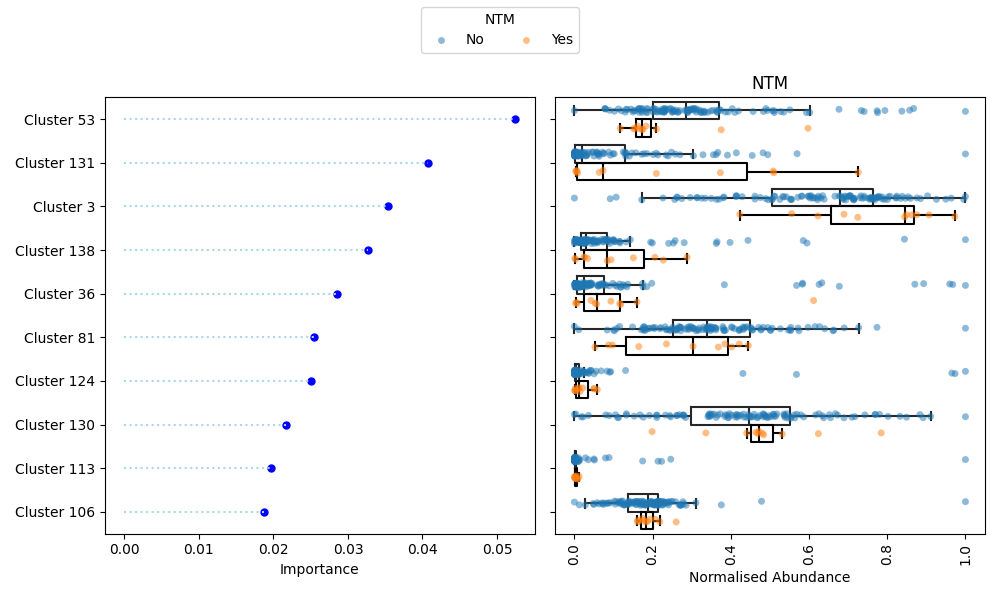 NTM
No Yes
NTM
Cluster 53
Cluster 131
Cluster 3
Cluster 138
Cluster 36
Cluster 81
Cluster 124
Cluster 130
Cluster 113
Cluster 106
0.00 0.01 0.02 0.03 0.04 0.05
Importance
0.0 0.2 0.4 0.6 0.8 1.0
Normalised Abundance